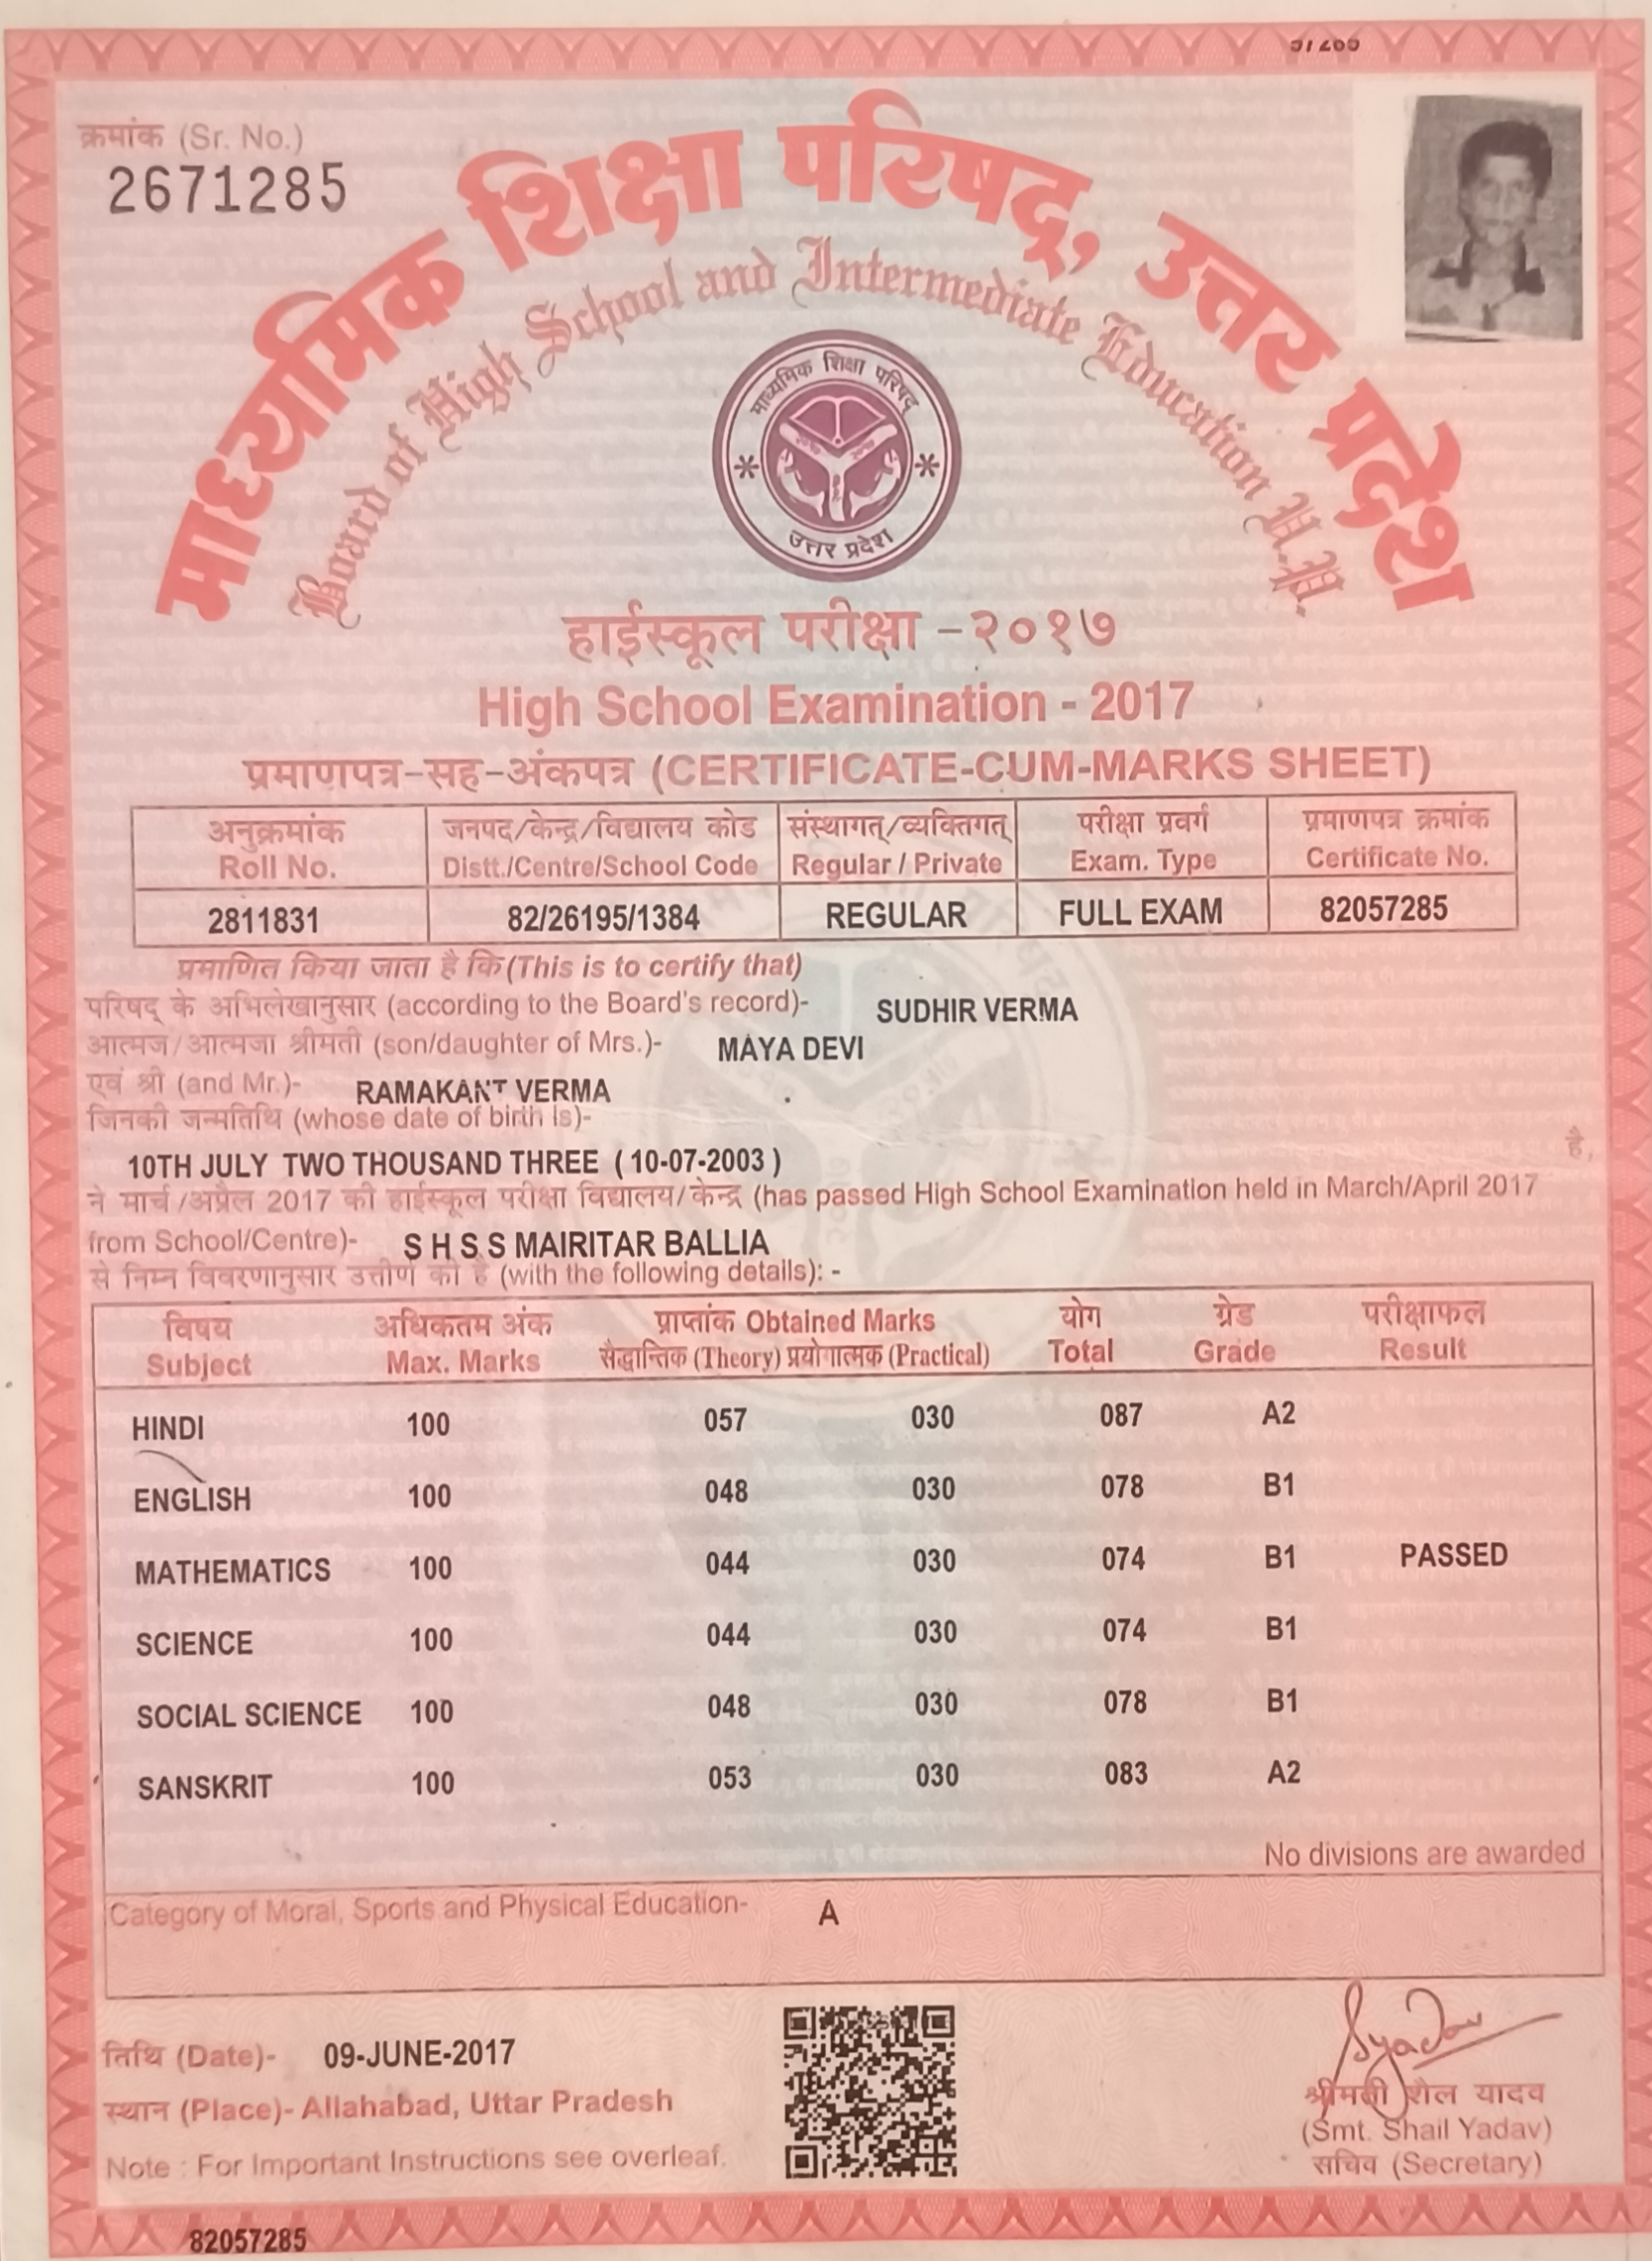 क्रमांक (Sr. No.)
2671285
माध्यमिक शिक्षा परिषद्, उत्तर प्रदेश
Board of High School and Intermediate Education U.P.
माध्यमिक शिक्षा परिषद्
उत्तर प्रदेश
हाईस्कूल परीक्षा -२०१७
High School Examination - 2017
प्रमाणपत्र-सह-अंकपत्र (CERTIFICATE-CUM-MARKS SHEET)
अनुक्रमांक जनपद/केन्द्र/विद्यालय कोड संस्थागत्/व्यक्तिगत् परीक्षा प्रवर्ग प्रमाणपत्र क्रमांक
Roll No. Distt./Centre/School Code Regular / Private Exam. Type Certificate No.
2811831 82/26195/1384 REGULAR FULL EXAM 82057285
प्रमाणित किया जाता है कि (This is to certify that)
परिषद् के अभिलेखानुसार (according to the Board's record)- SUDHIR VERMA
आत्मज/आत्मजा श्रीमती (son/daughter of Mrs.)- MAYA DEVI
एवं श्री (and Mr.)- RAMAKANT VERMA
जिनकी जन्मतिथि (whose date of birth is)-
10TH JULY TWO THOUSAND THREE ( 10-07-2003 ) है,
ने मार्च/अप्रैल 2017 की हाईस्कूल परीक्षा विद्यालय/केन्द्र (has passed High School Examination held in March/April 2017
from School/Centre)- S H S S MAIRITAR BALLIA
से निम्न विवरणानुसार उत्तीर्ण की है (with the following details): -
विषय अधिकतम अंक प्राप्तांक Obtained Marks योग ग्रेड परीक्षाफल
Subject Max. Marks सैद्धान्तिक (Theory) प्रयोगात्मक (Practical) Total Grade Result
HINDI 100 057 030 087 A2
ENGLISH 100 048 030 078 B1
MATHEMATICS 100 044 030 074 B1 PASSED
SCIENCE 100 044 030 074 B1
SOCIAL SCIENCE 100 048 030 078 B1
SANSKRIT 100 053 030 083 A2
No divisions are awarded
Category of Moral, Sports and Physical Education- A
तिथि (Date)- 09-JUNE-2017
स्थान (Place)- Allahabad, Uttar Pradesh
Note : For Important Instructions see overleaf.
Syadav
श्रीमती शैल यादव
(Smt. Shail Yadav)
सचिव (Secretary)
82057285